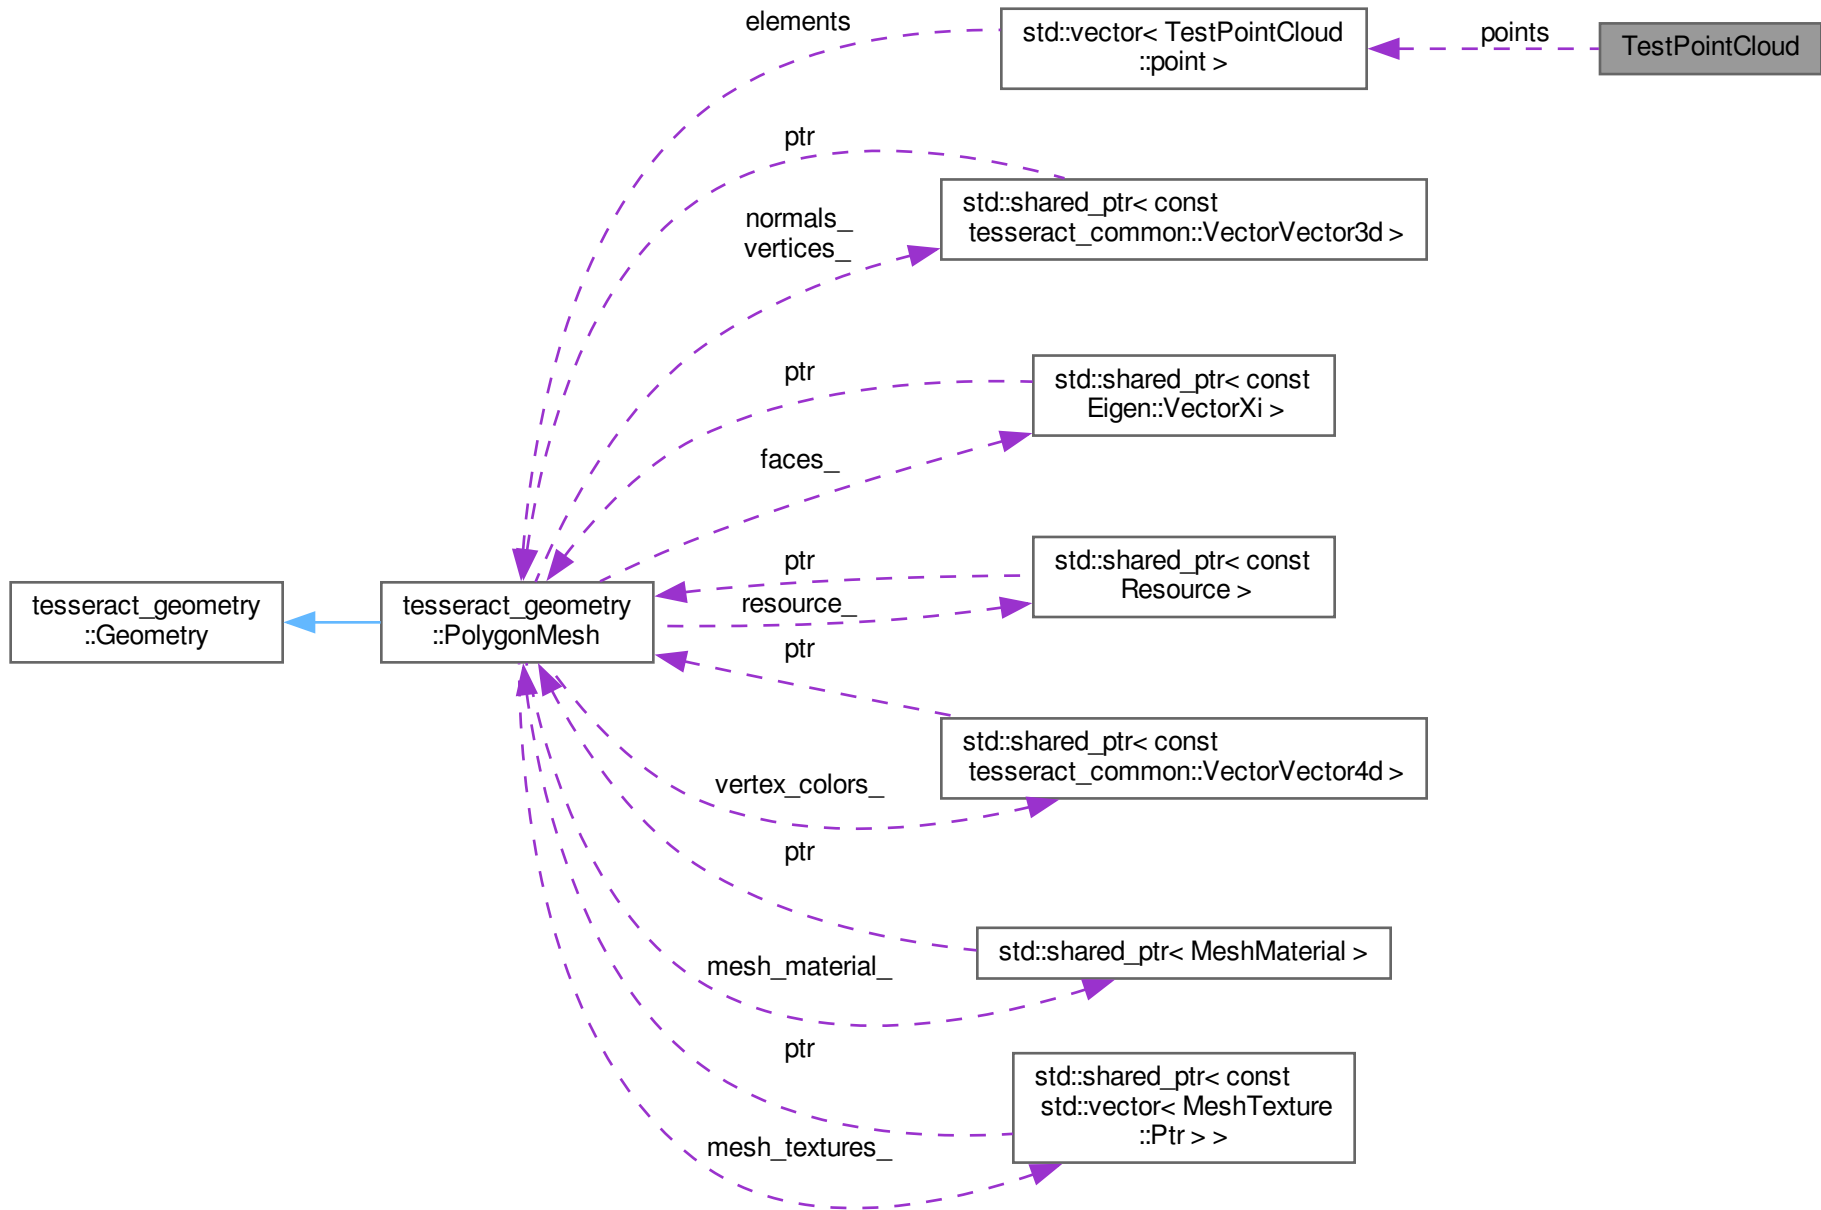 elements
std::vector< TestPointCloud
::point >
points
TestPointCloud
ptr
normals_
vertices_
std::shared_ptr< const
tesseract_common::VectorVector3d >
ptr
std::shared_ptr< const
Eigen::VectorXi >
faces_
ptr
std::shared_ptr< const
Resource >
resource_
tesseract_geometry
::Geometry
tesseract_geometry
::PolygonMesh
ptr
std::shared_ptr< const
tesseract_common::VectorVector4d >
vertex_colors_
ptr
std::shared_ptr< MeshMaterial >
mesh_material_
ptr
std::shared_ptr< const
std::vector< MeshTexture
::Ptr > >
mesh_textures_